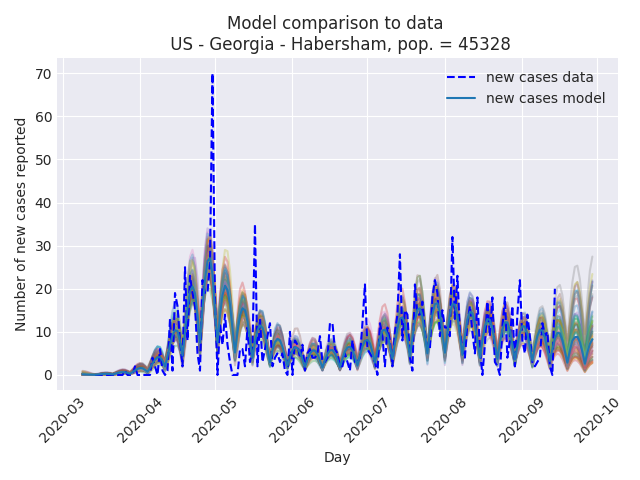 Model comparison to data
US - Georgia - Habersham, pop. = 45328
new cases data
new cases model
Number of new cases reported
70
60
50
40
30
20
10
0
2020-03
2020-04
2020-05
2020-06
2020-07
2020-08
2020-09
2020-10
Day